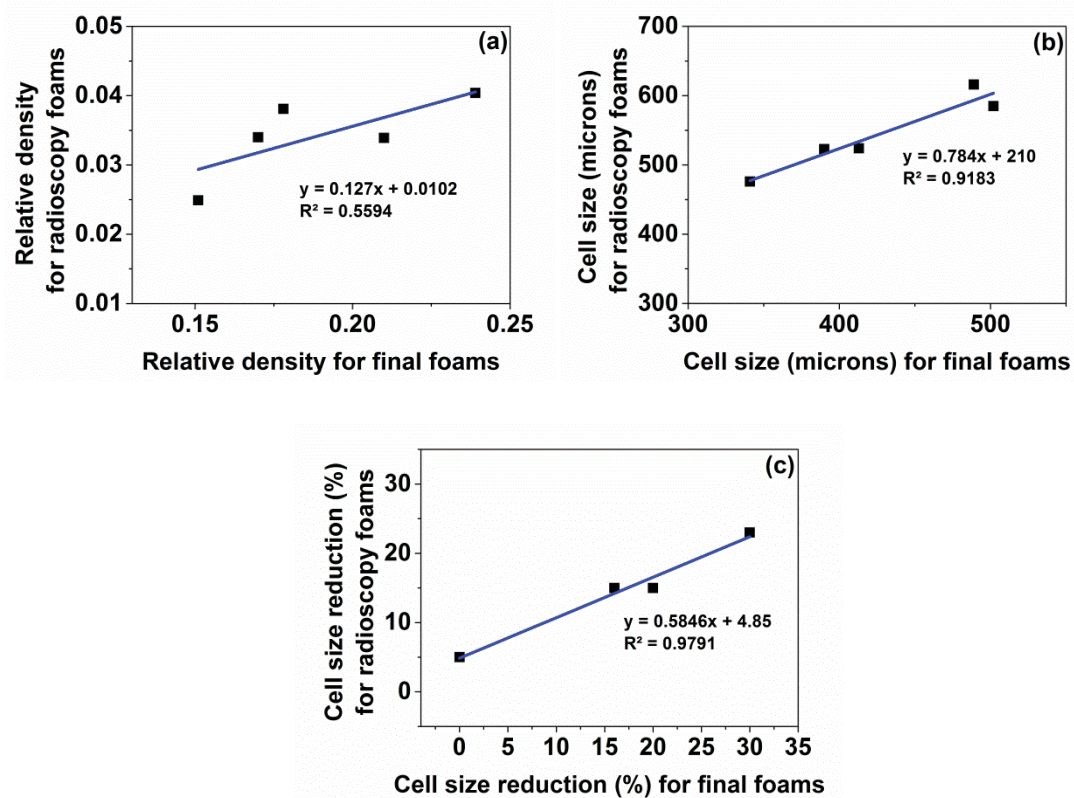 (a)
Relative density
for radioscopy foams
0.05
0.04
0.03
0.02
0.01
y = 0.127x + 0.0102
R² = 0.5594
0.15
0.20
0.25
Relative density for final foams
(b)
Cell size (microns)
for radioscopy foams
700
600
500
400
300
y = 0.784x + 210
R² = 0.9183
300
400
500
Cell size (microns) for final foams
(c)
Cell size reduction (%)
for radioscopy foams
30
20
10
0
y = 0.5846x + 4.85
R² = 0.9791
0
5
10
15
20
25
30
35
Cell size reduction (%) for final foams